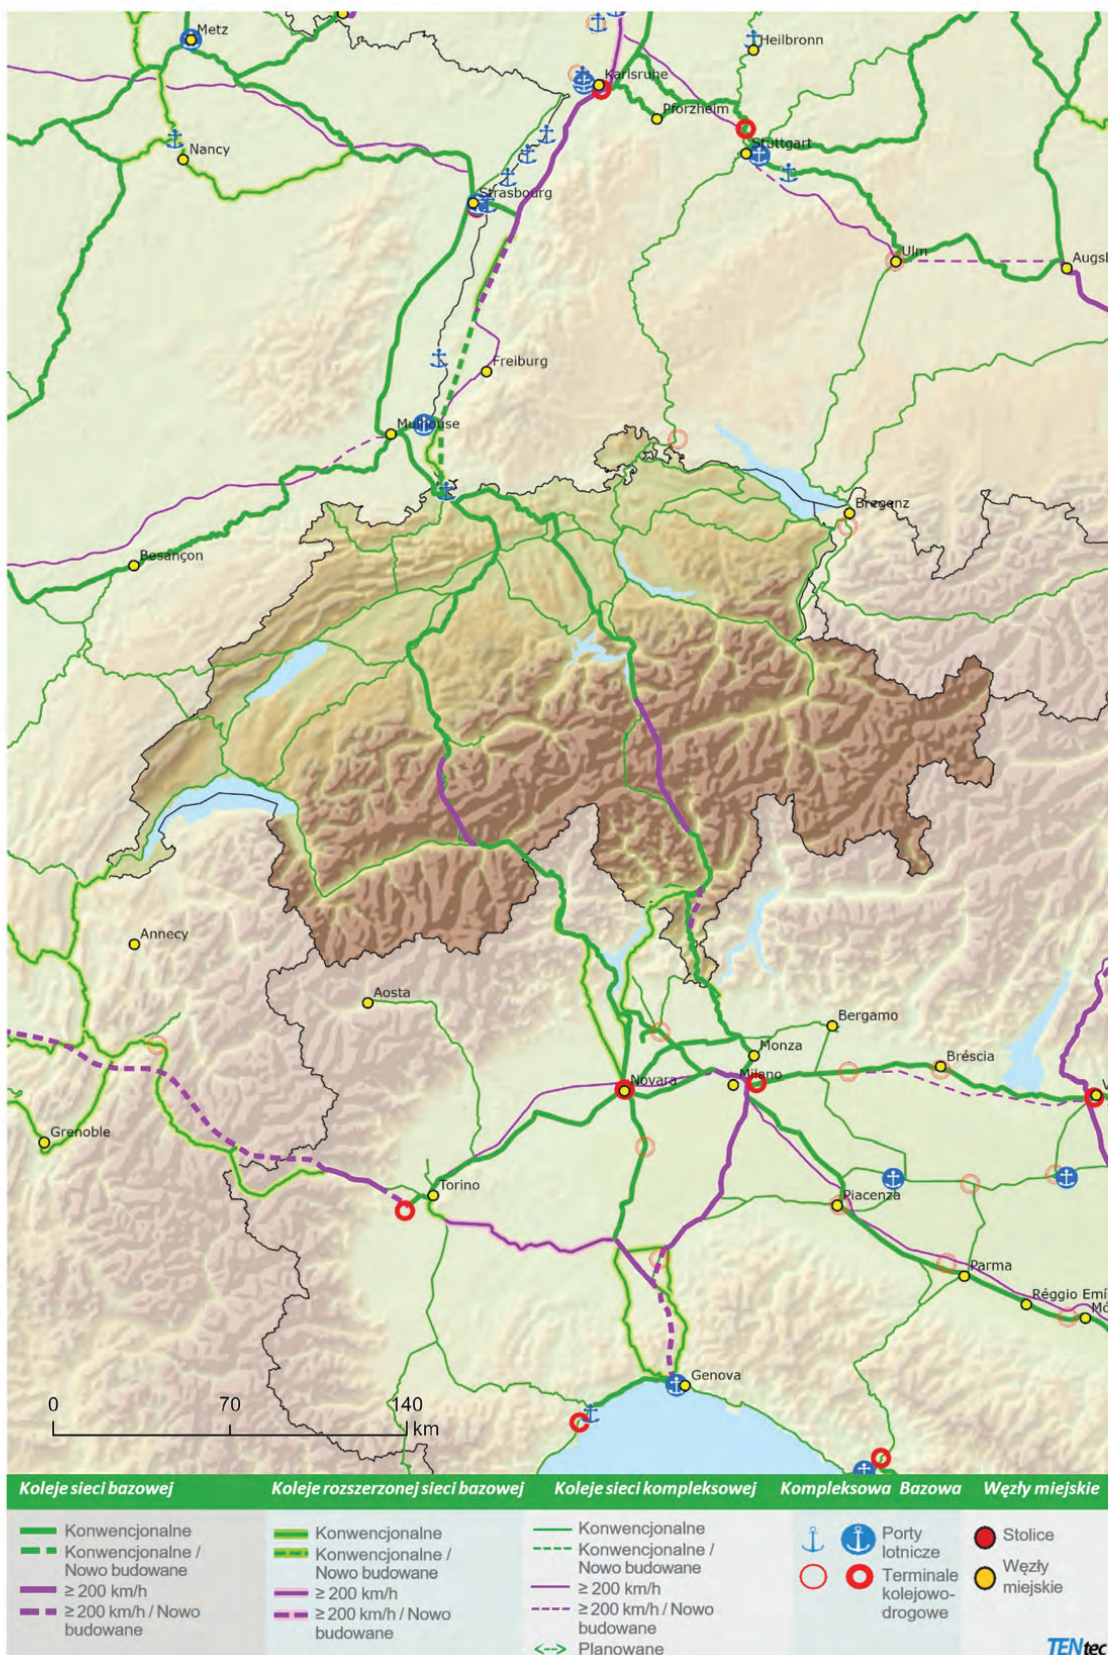 Metz
Heilbronn
Karlsruhe
Pforzheim
Nancy
Stuttgart
Strasbourg
Ulm
Augsb
Freiburg
Mulhouse
Bregenz
Besançon
Annecy
Aosta
Bergamo
Monza
Bréscia
Novara
Milano
V
Grenoble
Torino
Piacenza
Parma
Réggio Emí
Mó
Genova
0 70 140
km
Koleje sieci bazowej
Koleje rozszerzonej sieci bazowej
Koleje sieci kompleksowej
Kompleksowa Bazowa
Węzły miejskie
Konwencjonalne
Konwencjonalne /
Nowo budowane
≥ 200 km/h
≥ 200 km/h / Nowo
budowane
Konwencjonalne
Konwencjonalne /
Nowo budowane
≥ 200 km/h
≥ 200 km/h / Nowo
budowane
Konwencjonalne
Konwencjonalne /
Nowo budowane
≥ 200 km/h
≥ 200 km/h / Nowo
budowane
Planowane
Porty
lotnicze
Terminale
kolejowo-
drogowe
Stolice
Węzły
miejskie
TENtec